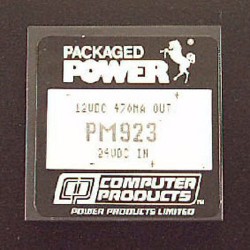 PACKAGED
POWER
12VDC 470MA OUT
PM923
24VDC IN
COMPUTER
PRODUCTS
POWER PRODUCTS LIMITED